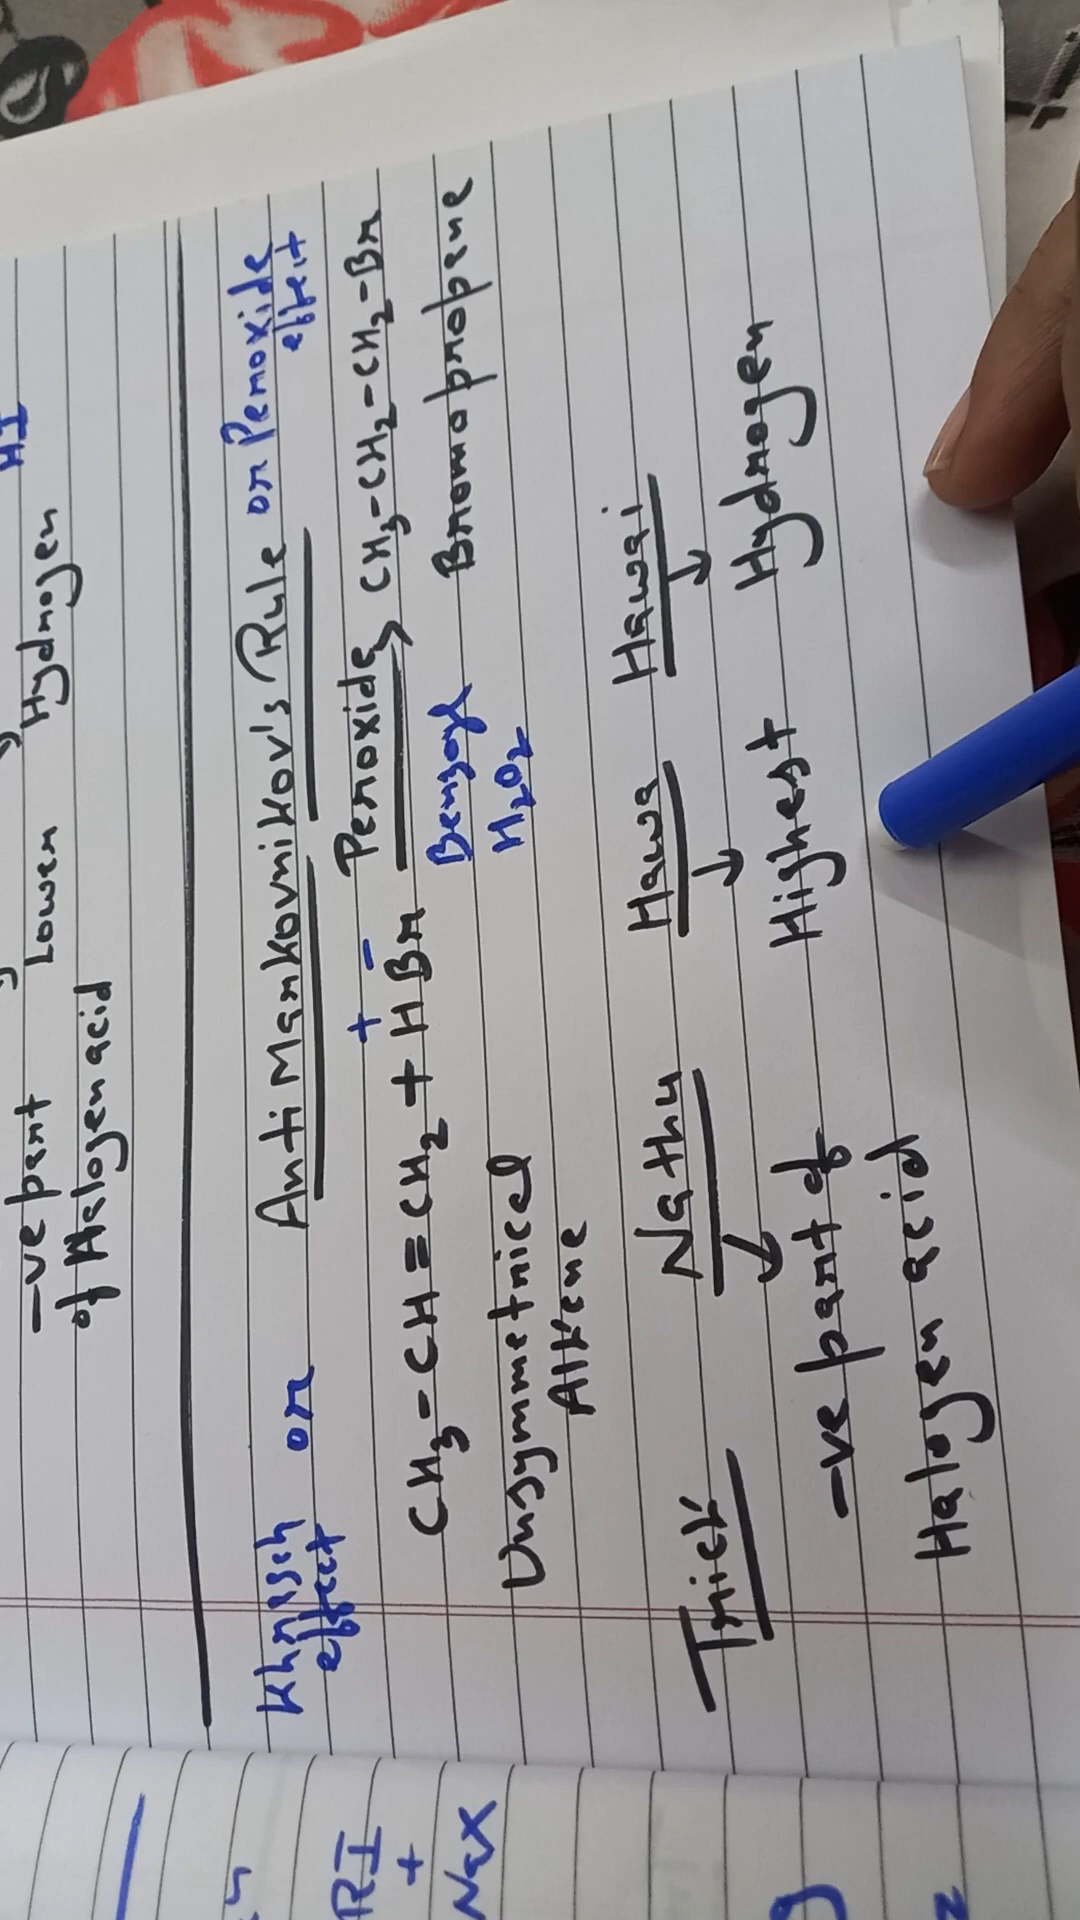 HI
-ve part Lower Hydrogen
of Halogen acid
Kharsch or Anti Markovnikov's Rule or Peroxide
effect effect
+ - Peroxide
CH3-CH=CH2 + HBr → CH3-CH2-CH2-Br
Benzoyl Bromopropene
Unsymmetrical H2O2
Alkene
Trick Nathu Hawa Hawai
↓ ↓ ↓
-ve part of Highest Hydrogen
Halogen acid
RI
+
NaX